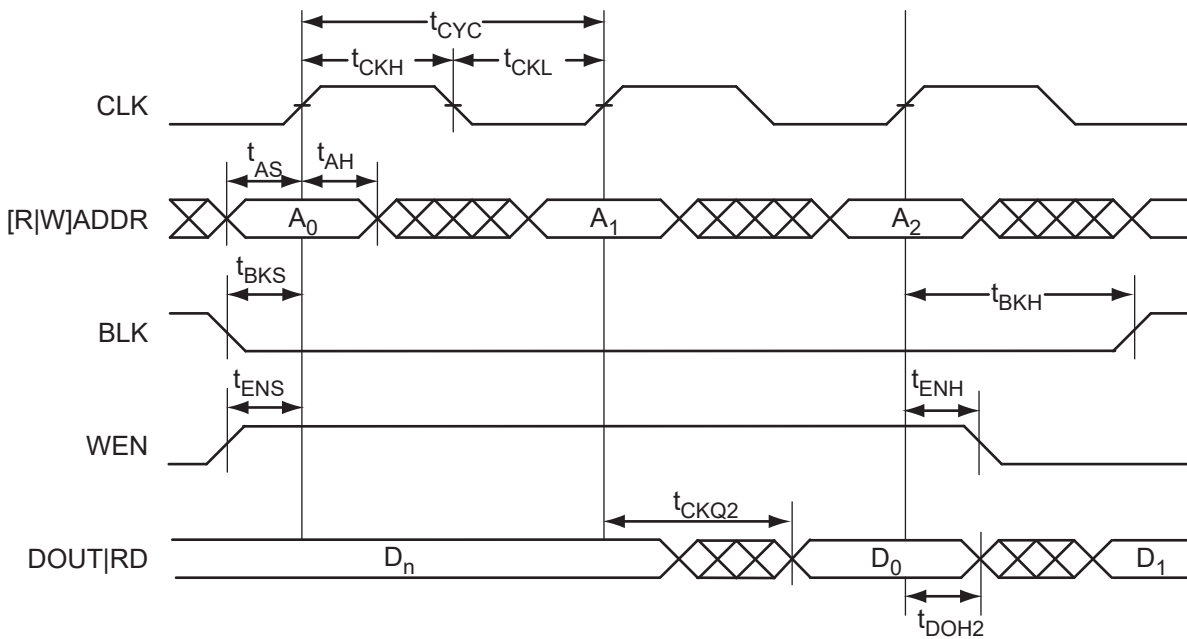 tCYC
tCKH tCKL
CLK
tAS tAH
[R|W]ADDR A0 A1 A2
tBKS tBKH
BLK
tENS tENH
WEN
tCKQ2
DOUT|RD Dn D0 D1
tDOH2